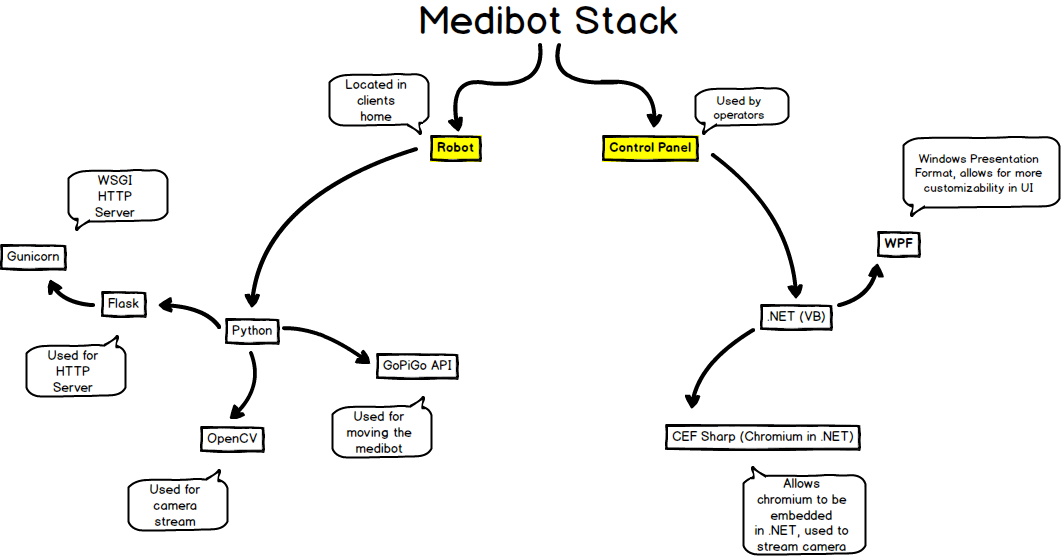 Medibot Stack
Located in
clients
home
Robot
Used by
operators
Control Panel
Windows Presentation
Format, allows for more
customizability in UI
WPF
WSGI
HTTP
Server
Gunicorn
Flask
Used for
HTTP
Server
Python
GoPiGo API
Used for
moving the
medibot
OpenCV
Used for
camera
stream
.NET (VB)
CEF Sharp (Chromium in .NET)
Allows
chromium to be
embedded
in .NET, used to
stream camera